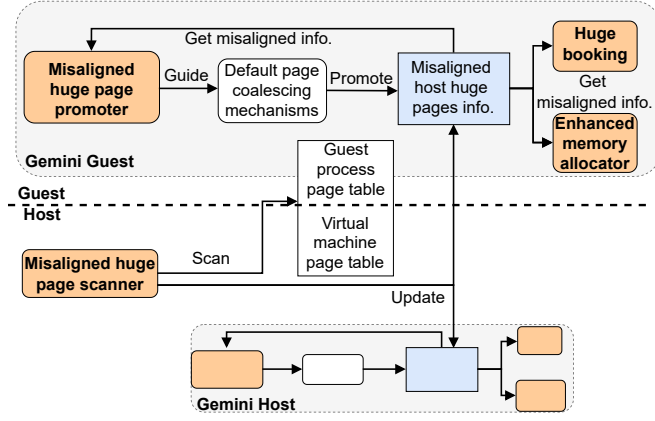 Get misaligned info.
Misaligned
huge page
promoter
Guide
Default page
coalescing
mechanisms
Promote
Misaligned
host huge
pages info.
Huge
booking
Get
misaligned info.
Enhanced
memory
allocator
Gemini Guest
Guest
process
page table
Guest
Host
Virtual
machine
page table
Misaligned huge
page scanner
Scan
Update
Gemini Host